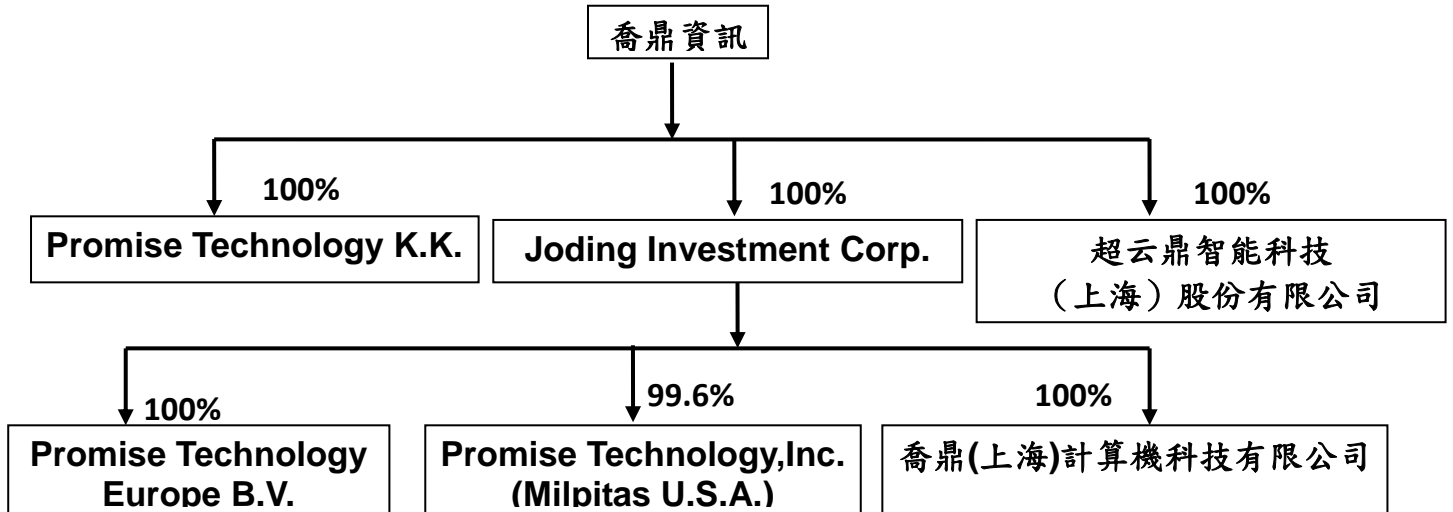 喬鼎資訊
100%
100%
100%
Promise Technology K.K.
Joding Investment Corp.
超云鼎智能科技
（上海）股份有限公司
100%
99.6%
100%
Promise Technology
Europe B.V.
Promise Technology,Inc.
(Milpitas U.S.A.)
喬鼎(上海)計算機科技有限公司